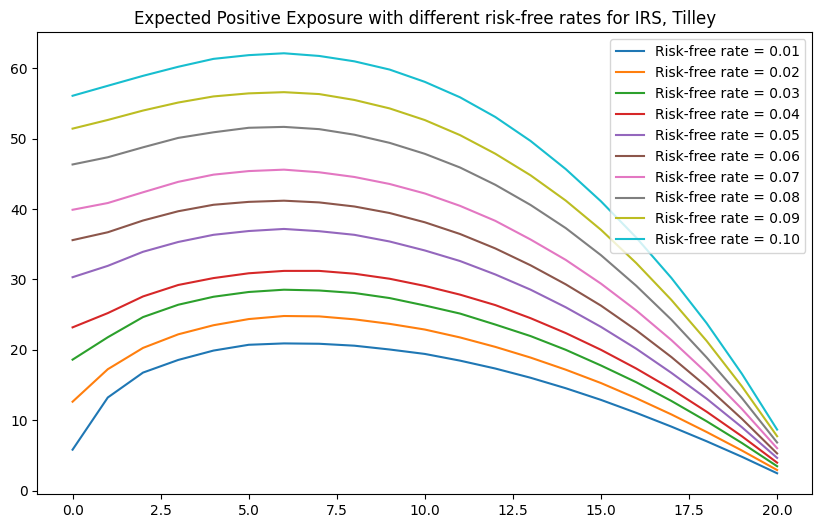 Expected Positive Exposure with different risk-free rates for IRS, Tilley
Risk-free rate = 0.01
Risk-free rate = 0.02
Risk-free rate = 0.03
Risk-free rate = 0.04
Risk-free rate = 0.05
Risk-free rate = 0.06
Risk-free rate = 0.07
Risk-free rate = 0.08
Risk-free rate = 0.09
Risk-free rate = 0.10
60
50
40
30
20
10
0
0.0 2.5 5.0 7.5 10.0 12.5 15.0 17.5 20.0